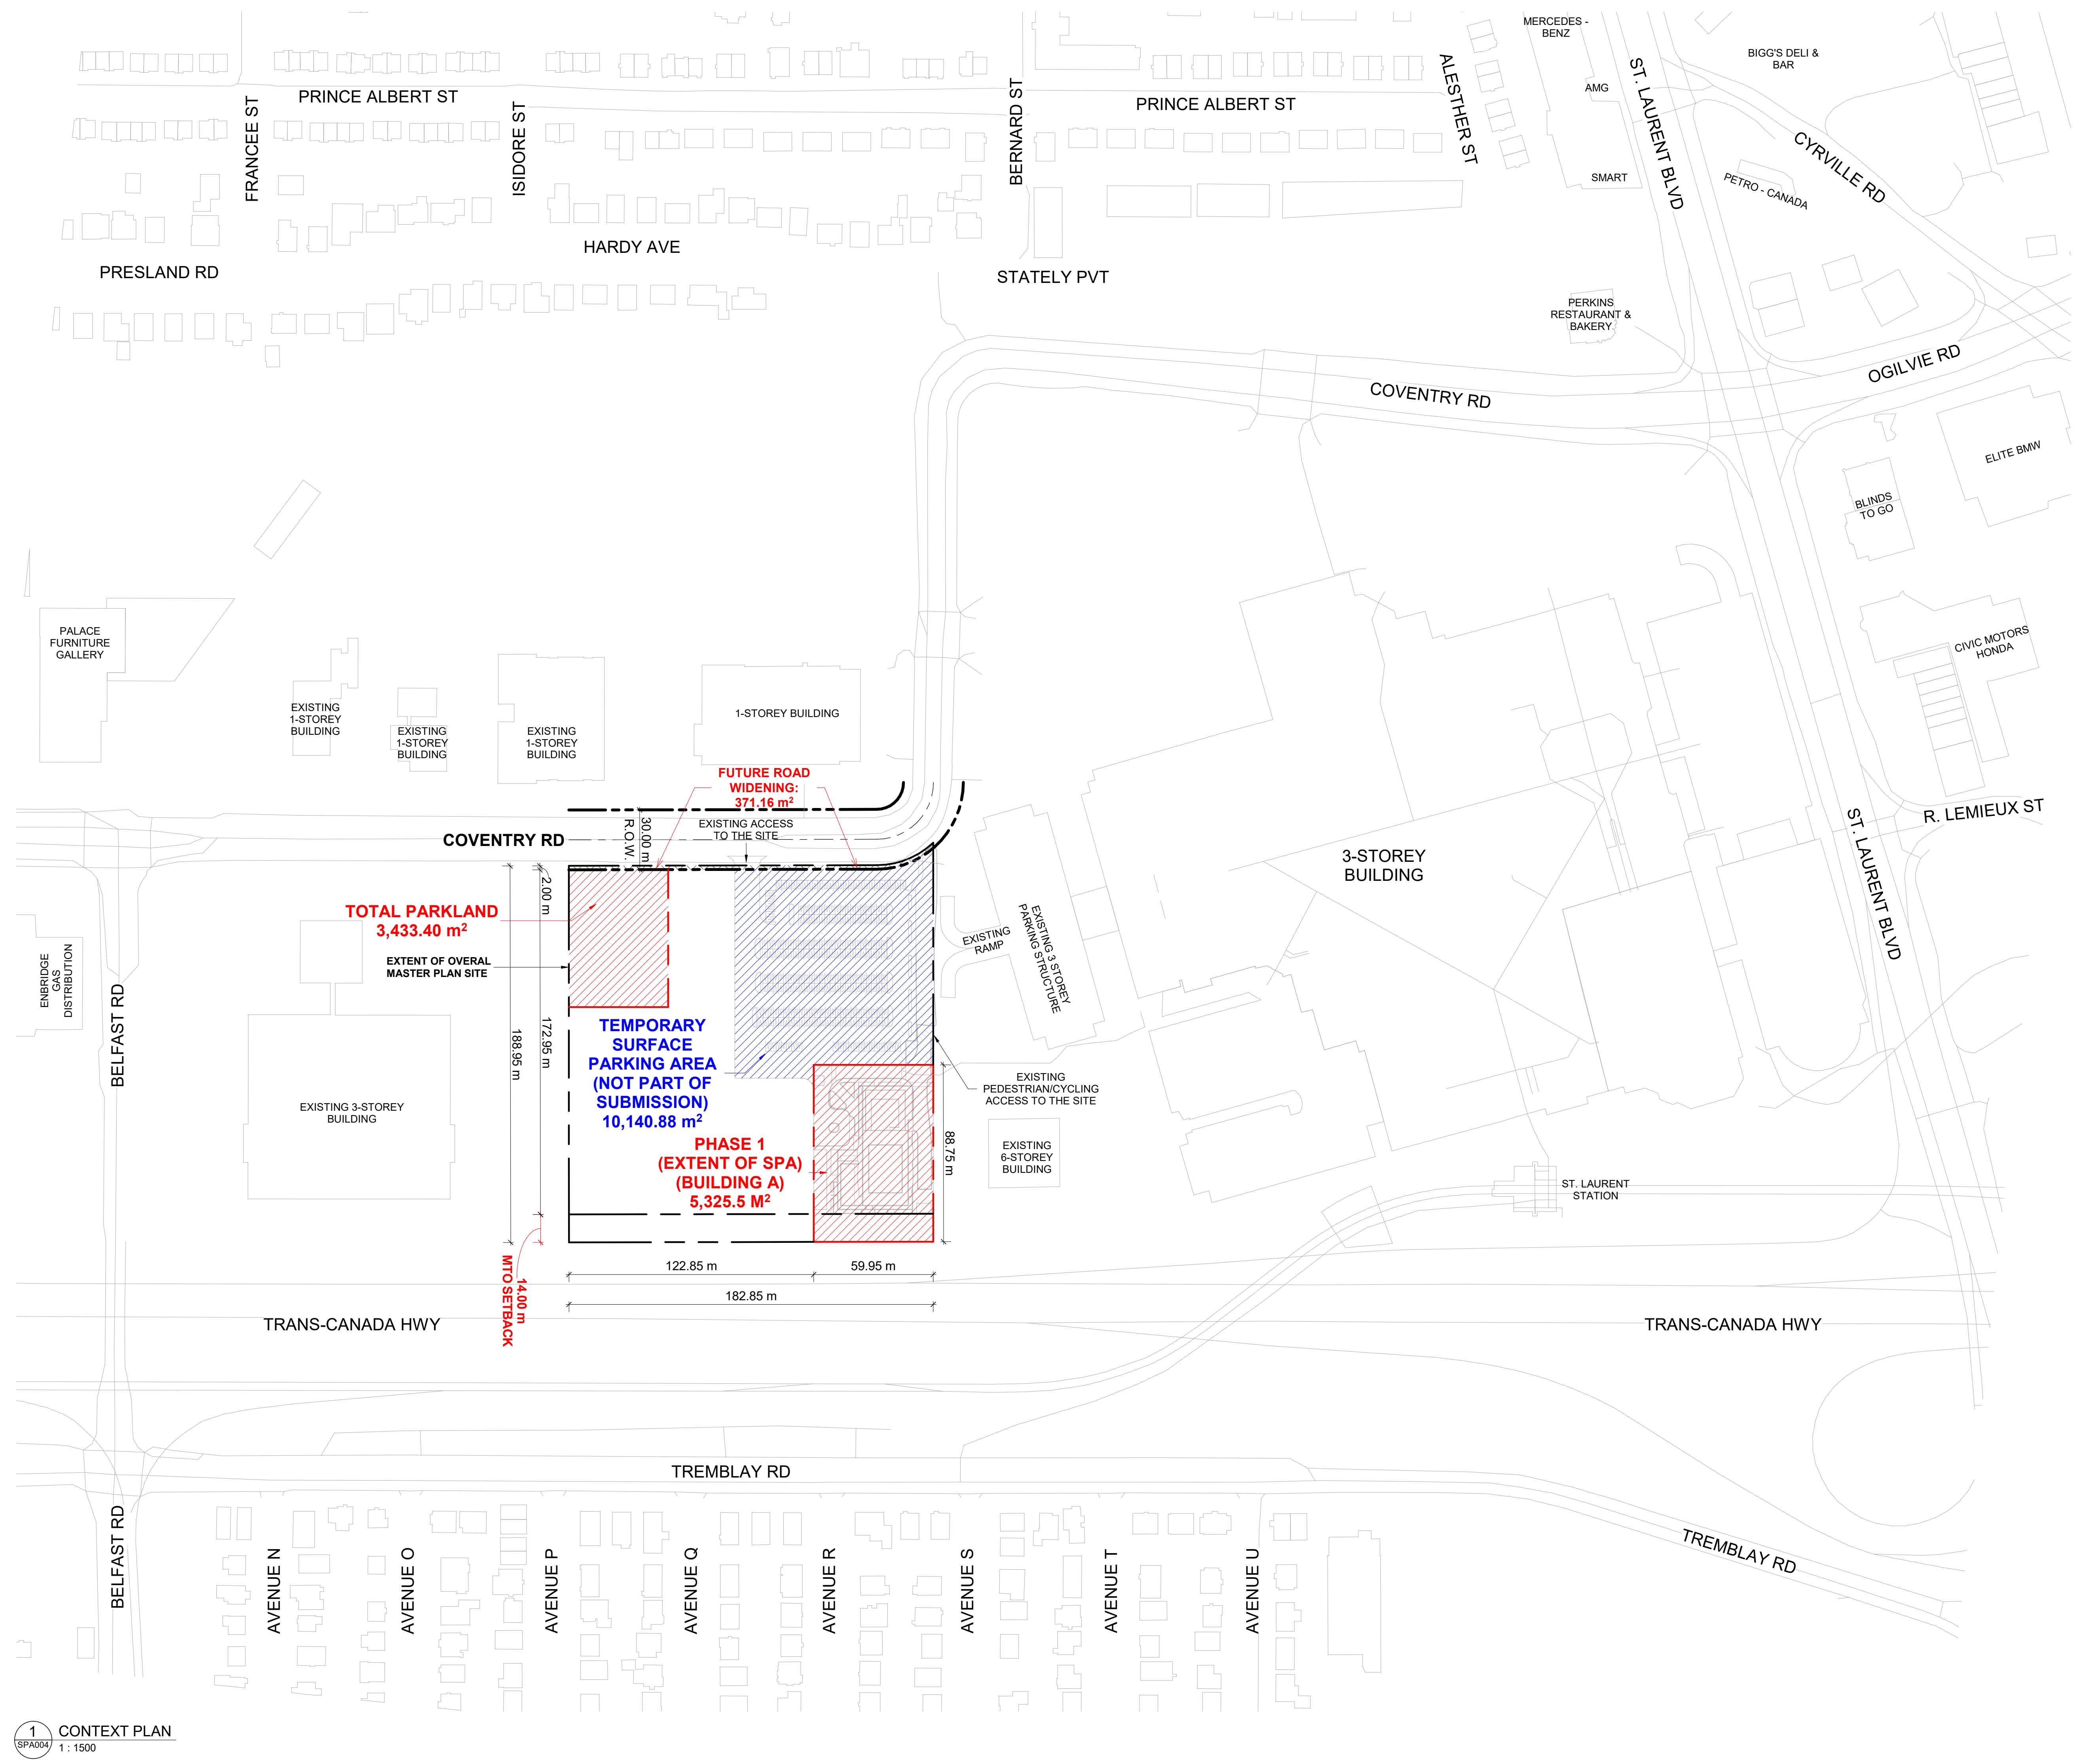 MERCEDES -
BENZ
BIGG'S DELI &
BAR
AMG
SMART
PRINCE ALBERT ST
PRINCE ALBERT ST
FRANCEE ST
ISIDORE ST
BERNARD ST
ALESTHER ST
ST. LAURENT BLVD
CYRVILLE RD
PETRO - CANADA
HARDY AVE
PRESLAND RD
STATELY PVT
PERKINS
RESTAURANT &
BAKERY
COVENTRY RD
OGILVIE RD
ELITE BMW
BLINDS
TO GO
PALACE
FURNITURE
GALLERY
CIVIC MOTORS
HONDA
EXISTING
1-STOREY
BUILDING
EXISTING
1-STOREY
BUILDING
EXISTING
1-STOREY
BUILDING
1-STOREY BUILDING
FUTURE ROAD
WIDENING:
371.16 m²
EXISTING ACCESS
TO THE SITE
COVENTRY RD
30.00 m
R.O.W.
R. LEMIEUX ST
ST. LAURENT BLVD
3-STOREY
BUILDING
2.00 m
TOTAL PARKLAND
3,433.40 m²
EXTENT OF OVERAL
MASTER PLAN SITE
EXISTING
RAMP
EXISTING 3 STOREY
PARKING STRUCTURE
ENBRIDGE
GAS
DISTRIBUTION
BELFAST RD
188.95 m
172.95 m
TEMPORARY
SURFACE
PARKING AREA
(NOT PART OF
SUBMISSION)
10,140.88 m²
EXISTING
PEDESTRIAN/CYCLING
ACCESS TO THE SITE
EXISTING 3-STOREY
BUILDING
PHASE 1
(EXTENT OF SPA)
(BUILDING A)
5,325.5 M²
88.75 m
EXISTING
6-STOREY
BUILDING
ST. LAURENT
STATION
14.00 m
MTO SETBACK
122.85 m
59.95 m
182.85 m
TRANS-CANADA HWY
TRANS-CANADA HWY
TREMBLAY RD
TREMBLAY RD
BELFAST RD
AVENUE N
AVENUE O
AVENUE P
AVENUE Q
AVENUE R
AVENUE S
AVENUE T
AVENUE U
1
SPA004
CONTEXT PLAN
1 : 1500